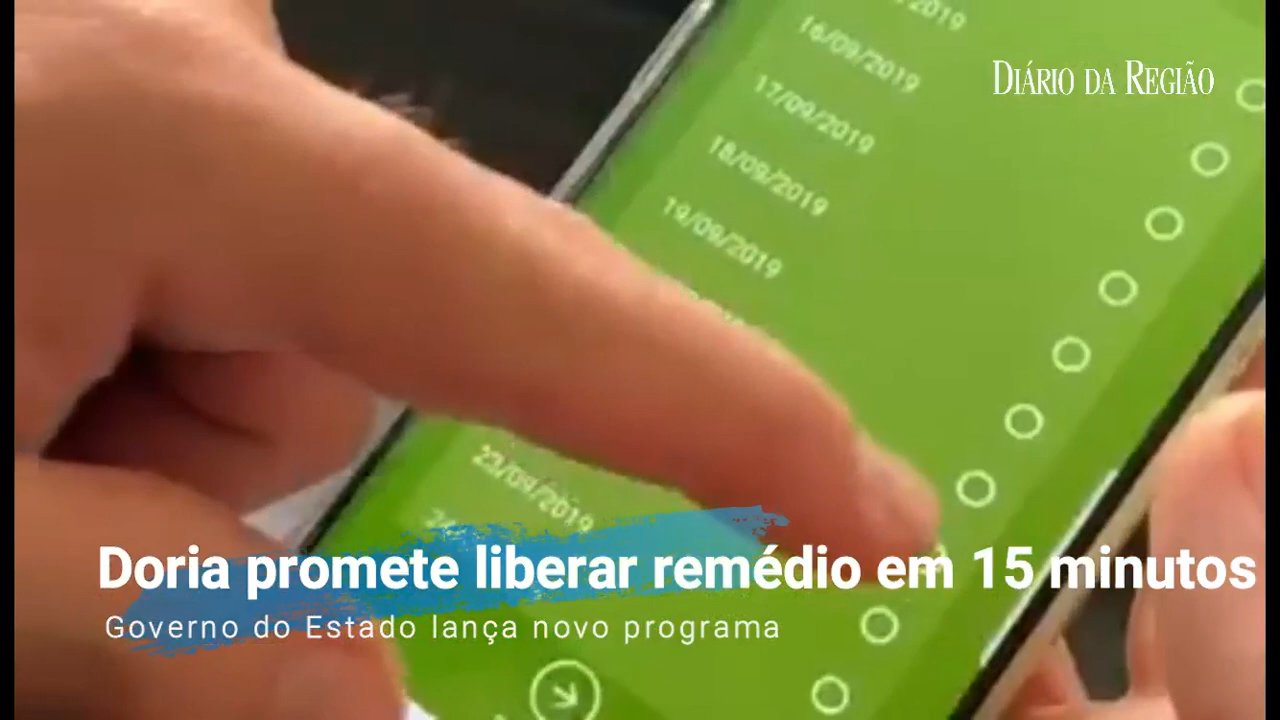 DIÁRIO DA REGIÃO
16/09/2019
17/09/2019
18/09/2019
19/09/2019
23/09/2019
Doria promete liberar remédio em 15 minutos
Governo do Estado lança novo programa